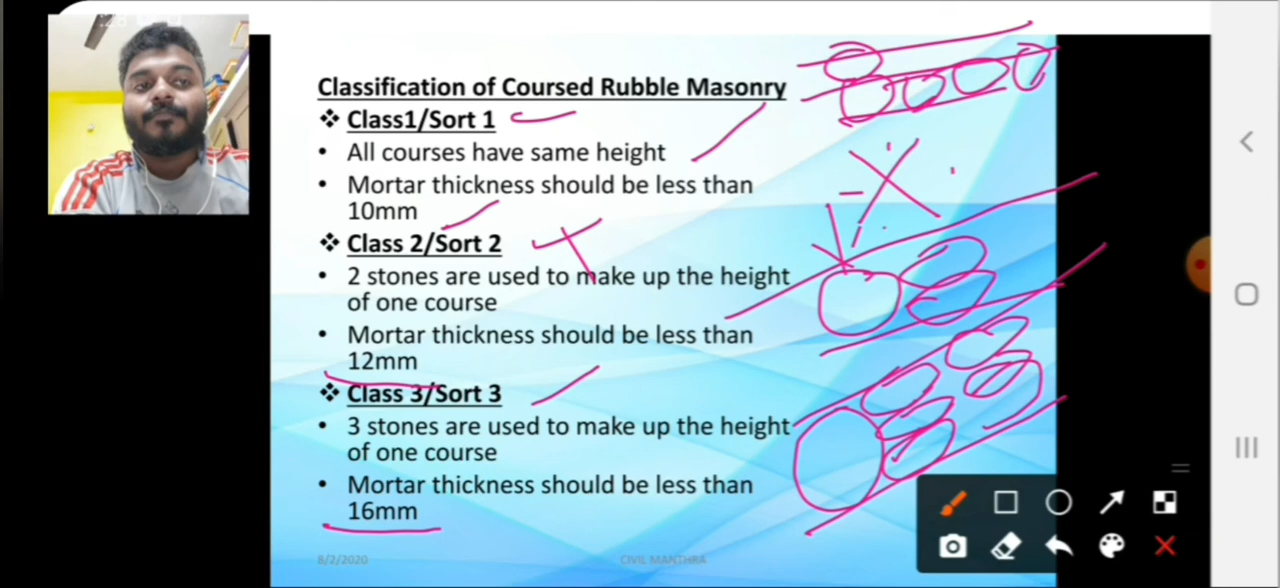 Classification of Coursed Rubble Masonry
❖ Class1/Sort 1
• All courses have same height
• Mortar thickness should be less than
10mm
❖ Class 2/Sort 2
• 2 stones are used to make up the height
of one course
• Mortar thickness should be less than
12mm
❖ Class 3/Sort 3
• 3 stones are used to make up the height
of one course
• Mortar thickness should be less than
16mm
8/2/2020
CIVIL MANTHRA